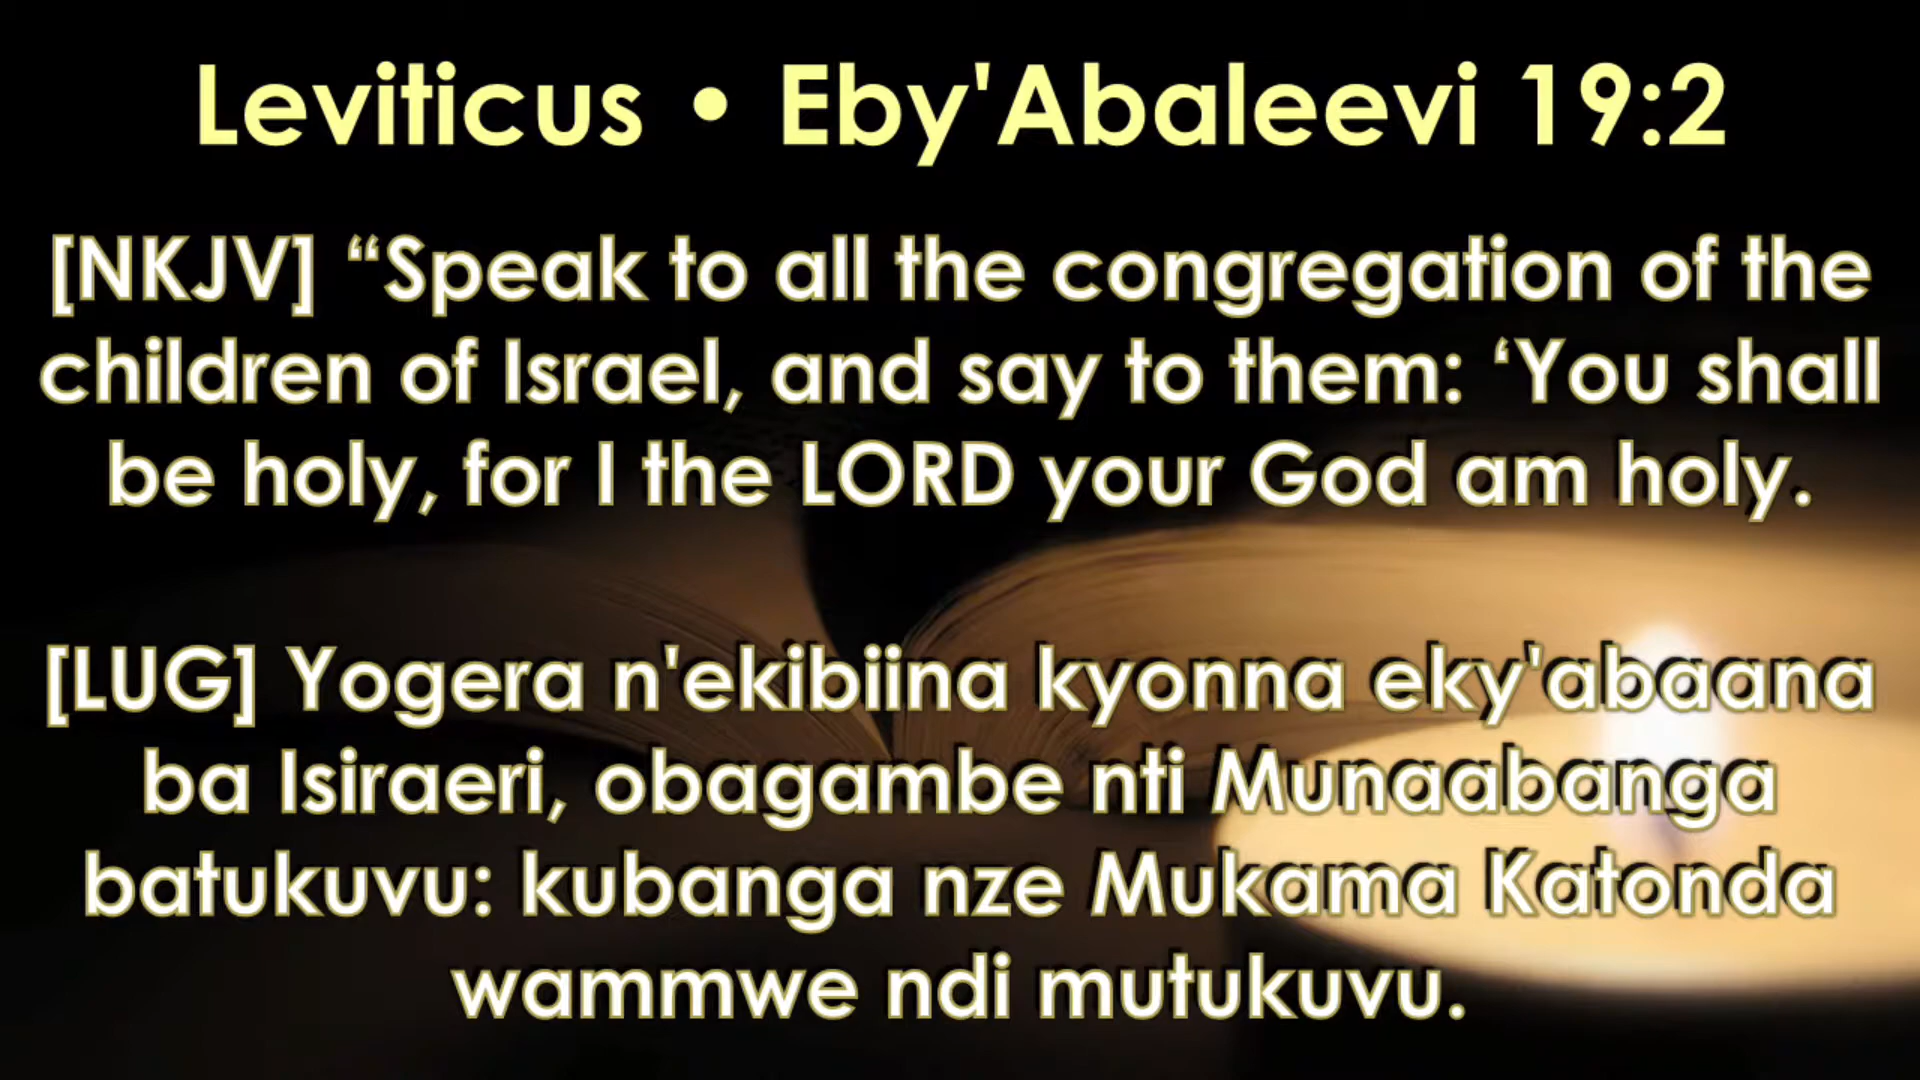 Leviticus • Eby'Abaleevi 19:2
[NKJV] “Speak to all the congregation of the
children of Israel, and say to them: ‘You shall
be holy, for I the LORD your God am holy.
[LUG] Yogera n'ekibiina kyonna eky'abaana
ba Isiraeri, obagambe nti Munaabanga
batukuvu: kubanga nze Mukama Katonda
wammwe ndi mutukuvu.